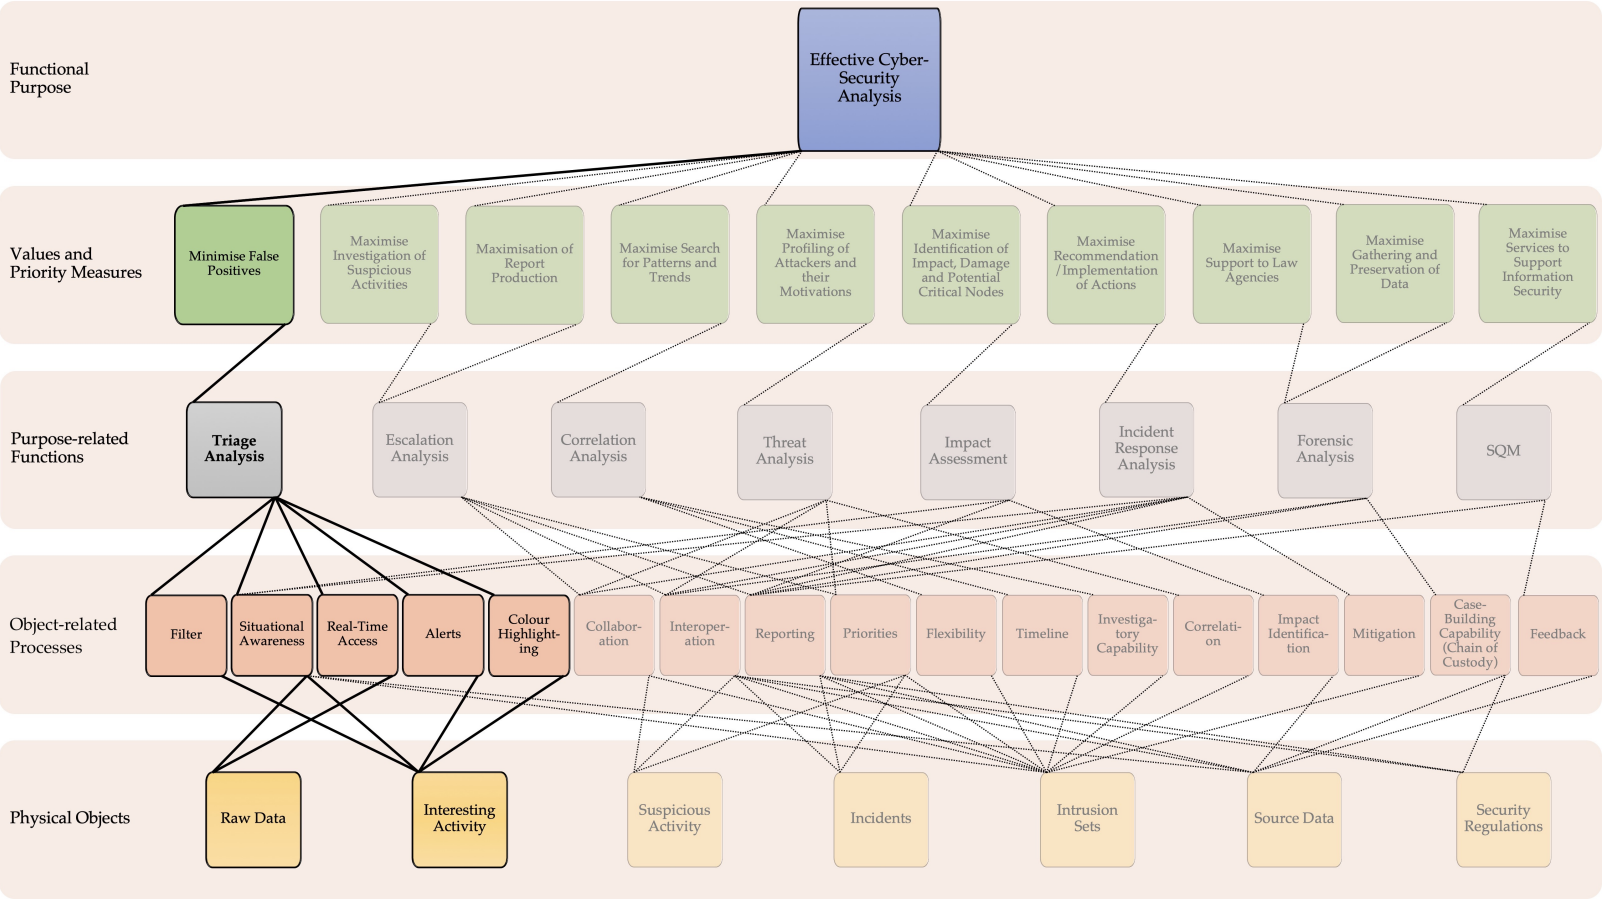 Functional
Purpose
Effective Cyber-
Security
Analysis
Values and
Priority Measures
Minimise False
Positives
Maximise
Investigation of
Suspicious
Activities
Maximisation of
Report
Production
Maximise Search
for Patterns and
Trends
Maximise
Profiling of
Attackers and
their
Motivations
Maximise
Identification of
Impact, Damage
and Potential
Critical Nodes
Maximise
Recommendation
/Implementation
of Actions
Maximise
Support to Law
Agencies
Maximise
Gathering and
Preservation of
Data
Maximise
Services to
Support
Information
Security
Purpose-related
Functions
Triage
Analysis
Escalation
Analysis
Correlation
Analysis
Threat
Analysis
Impact
Assessment
Incident
Response
Analysis
Forensic
Analysis
SQM
Object-related
Processes
Filter
Situational
Awareness
Real-Time
Access
Alerts
Colour
Highlight-
ing
Collabor-
ation
Interoper-
ation
Reporting
Priorities
Flexibility
Timeline
Investiga-
tory
Capability
Correlati-
on
Impact
Identifica-
tion
Mitigation
Case-
Building
Capability
(Chain of
Custody)
Feedback
Physical Objects
Raw Data
Interesting
Activity
Suspicious
Activity
Incidents
Intrusion
Sets
Source Data
Security
Regulations